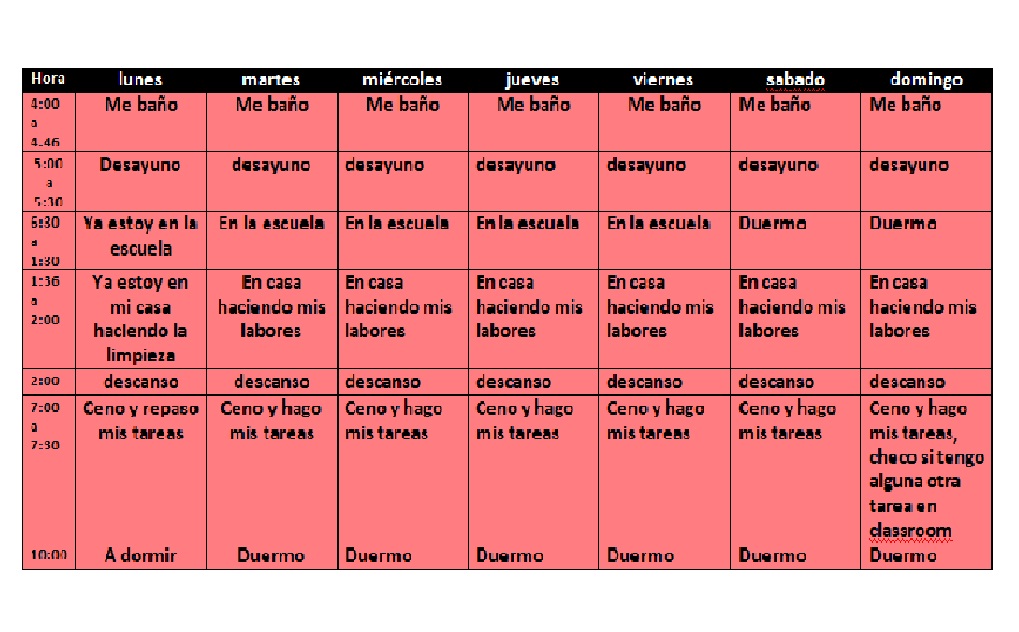 Hora lunes martes miércoles jueves viernes sabado domingo
4:00 Me baño Me baño Me baño Me baño Me baño Me baño Me baño
a
4:46
5:00 Desayuno desayuno desayuno desayuno desayuno desayuno desayuno
a
5:30
6:30 Ya estoy en la En la escuela En la escuela En la escuela En la escuela Duermo Duermo
a escuela
1:30
1:36 Ya estoy en En casa En casa En casa En casa En casa En casa
a mi casa haciendo mis haciendo mis haciendo mis haciendo mis haciendo mis haciendo mis
2:00 haciendo la labores labores labores labores labores labores
limpieza
2:00 descanso descanso descanso descanso descanso descanso descanso
7:00 Ceno y repaso Ceno y hago Ceno y hago Ceno y hago Ceno y hago Ceno y hago Ceno y hago
a mis tareas mis tareas mis tareas mis tareas mis tareas mis tareas mis tareas,
7:30 checo si tengo
alguna otra
tarea en
classroom
10:00 A dormir Duermo Duermo Duermo Duermo Duermo Duermo